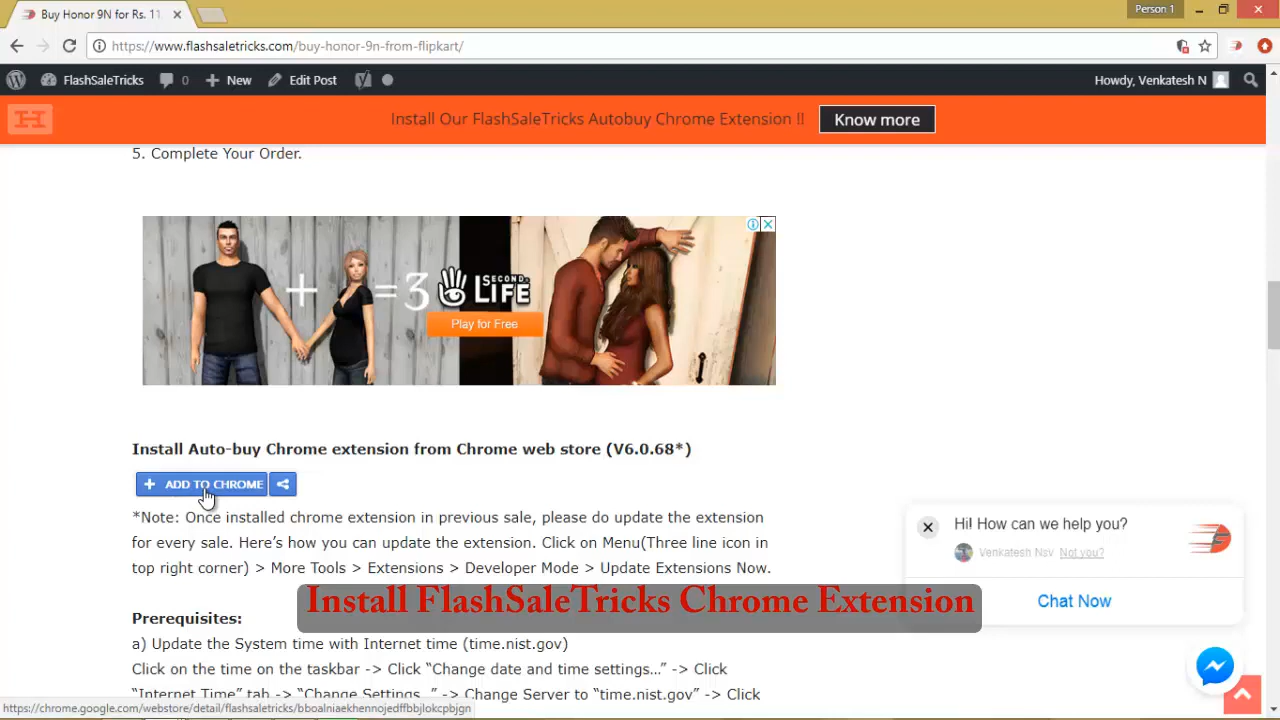 Buy Honor 9N for Rs. 11
Person 1
https://www.flashsaletricks.com/buy-honor-9n-from-flipkart/
FlashSaleTricks 0 New Edit Post Howdy, Venkatesh N
Install Our FlashSaleTricks Autobuy Chrome Extension !! Know more
5. Complete Your Order.
+ =3 SECOND LIFE
Play for Free
Install Auto-buy Chrome extension from Chrome web store (V6.0.68*)
ADD TO CHROME
*Note: Once installed chrome extension in previous sale, please do update the extension
for every sale. Here’s how you can update the extension. Click on Menu(Three line icon in
top right corner) > More Tools > Extensions > Developer Mode > Update Extensions Now.
Hi! How can we help you?
Venkatesh Nsv Not you?
Chat Now
Install FlashSaleTricks Chrome Extension
Prerequisites:
a) Update the System time with Internet time (time.nist.gov)
Click on the time on the taskbar -> Click “Change date and time settings...” -> Click
“Internet Time” tab -> “Change Settings...” -> Change Server to “time.nist.gov” -> Click
https://chrome.google.com/webstore/detail/flashsaletricks/bboalniaekhennojedffbbjlokcpbjgn